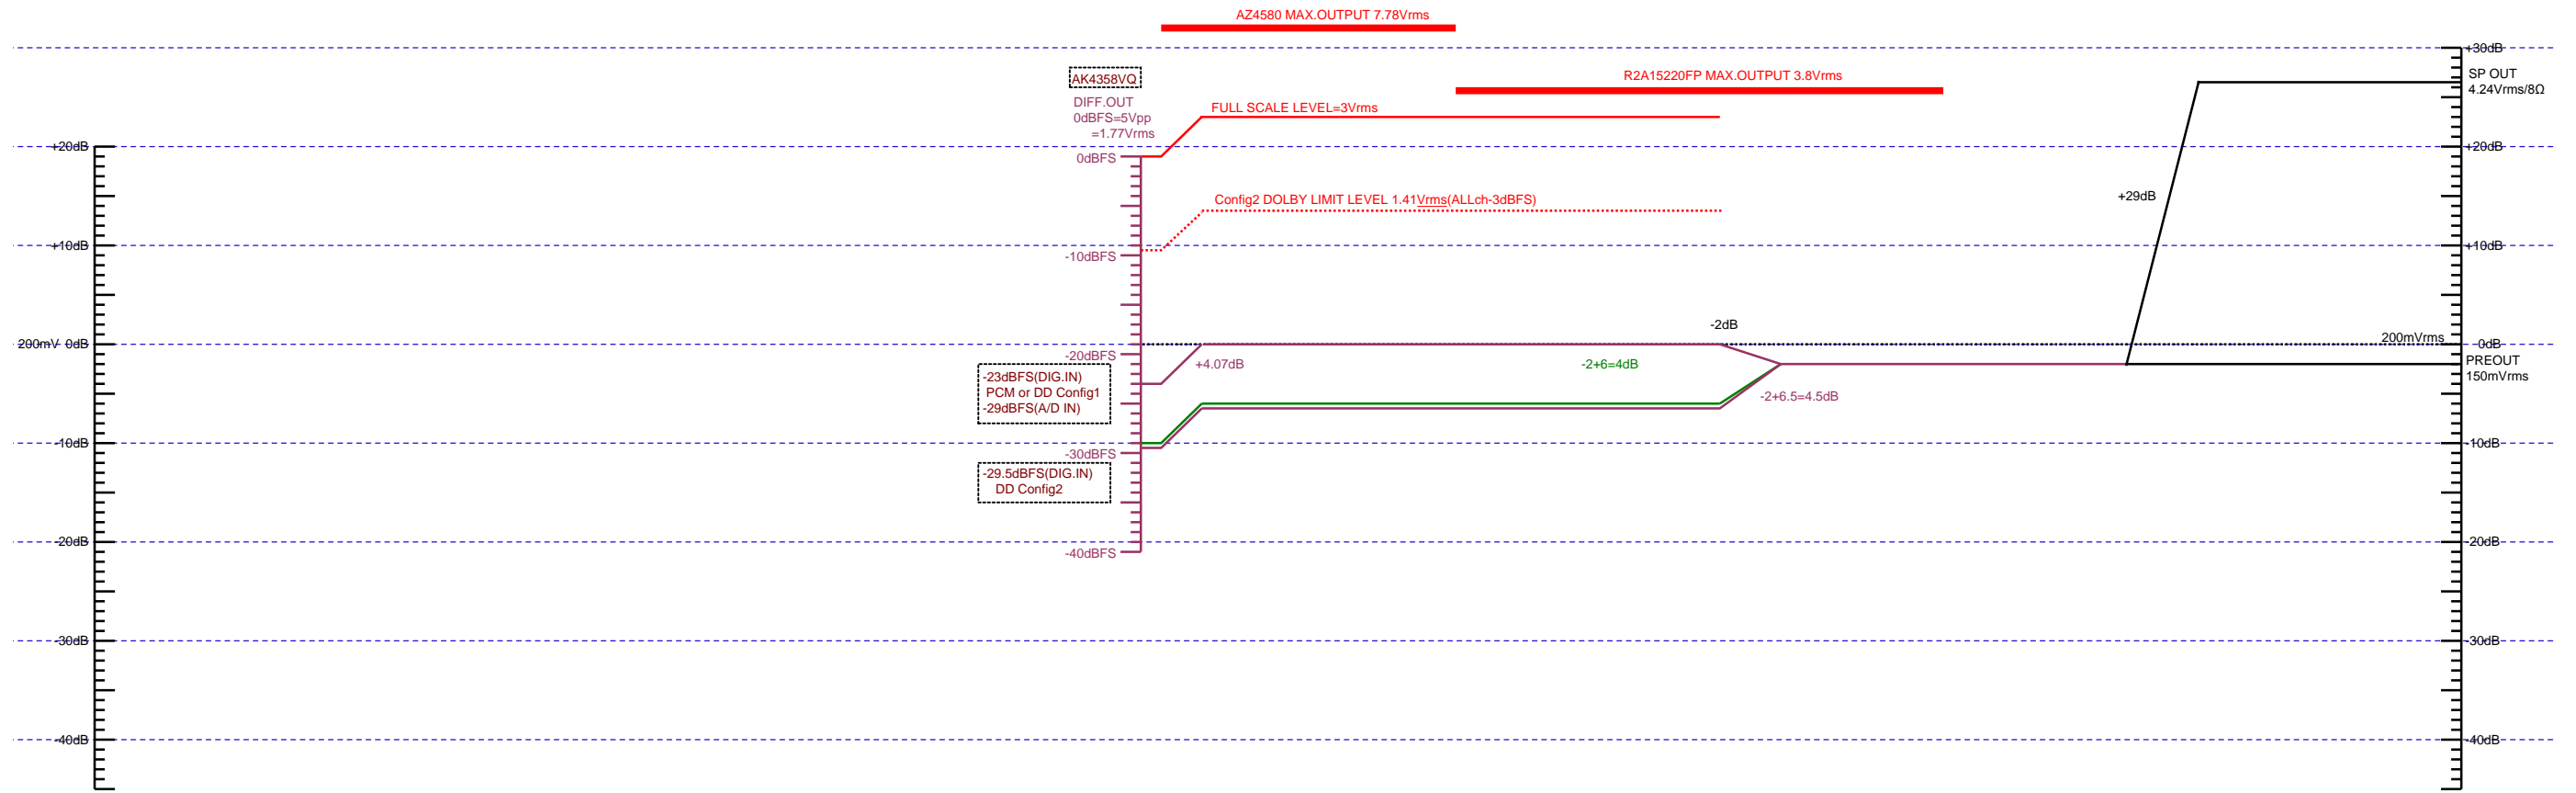 AZ4580 MAX.OUTPUT 7.78Vrms
+30dB
SP OUT
4.24Vrms/8Ω
R2A15220FP MAX.OUTPUT 3.8Vrms
AK4358VQ
DIFF.OUT
0dBFS=5Vpp
=1.77Vrms
FULL SCALE LEVEL=3Vrms
+20dB
0dBFS
+20dB
Config2 DOLBY LIMIT LEVEL 1.41Vrms(ALLch-3dBFS)
+29dB
+10dB
-10dBFS
+10dB
-2dB
200mVrms
200mV 0dB
-20dBFS
0dB
+4.07dB
-2+6=4dB
PREOUT
150mVrms
-23dBFS(DIG.IN)
PCM or DD Config1
-29dBFS(A/D IN)
-2+6.5=4.5dB
-10dB
-30dBFS
-10dB
-29.5dBFS(DIG.IN)
DD Config2
-20dB
-40dBFS
-20dB
-30dB
-30dB
-40dB
-40dB